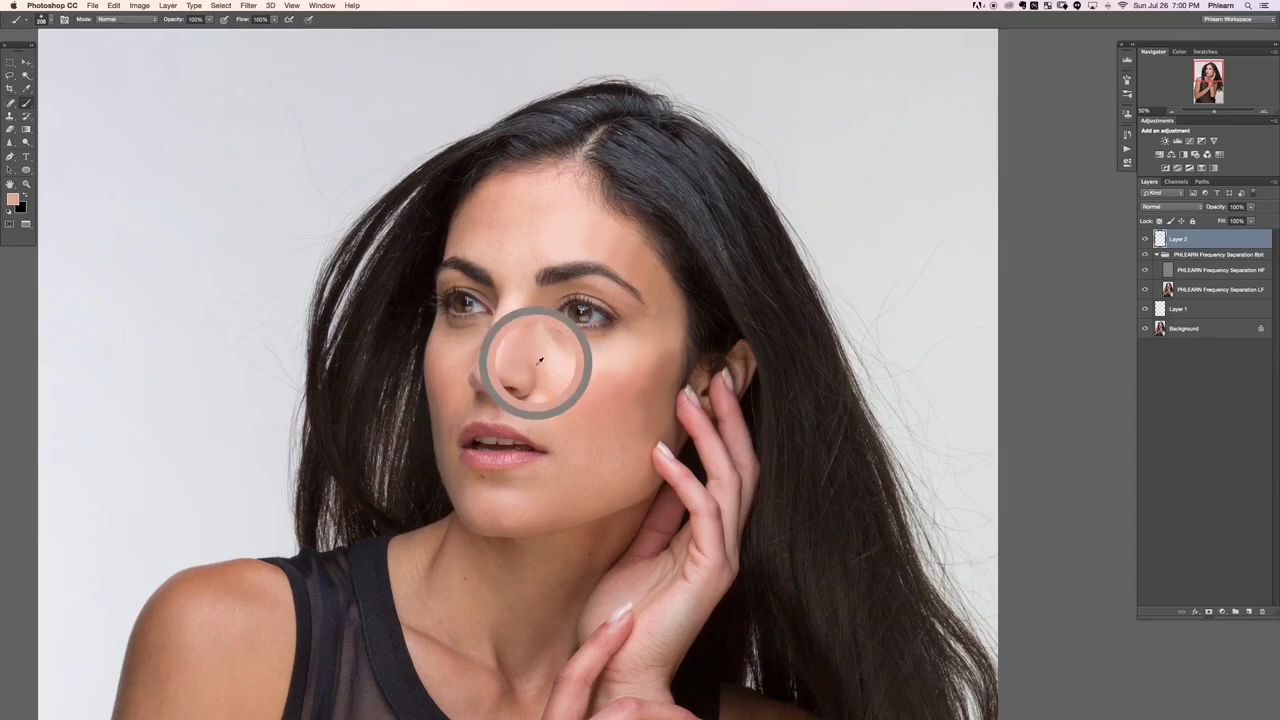 Photoshop CC File Edit Image Layer Type Select Filter 3D View Window Help Sun Jul 26 7:00 PM Phlearn
206 Mode: Normal Opacity: 100% Flow: 100% Phlearn Workspace
Navigator Color Swatches
50%
Adjustments
Add an adjustment
Layers Channels Paths
Kind
Normal Opacity: 100%
Lock: Fill: 100%
Layer 2
PHLEARN Frequency Separation 8bit
PHLEARN Frequency Separation HF
PHLEARN Frequency Separation LF
Layer 1
Background